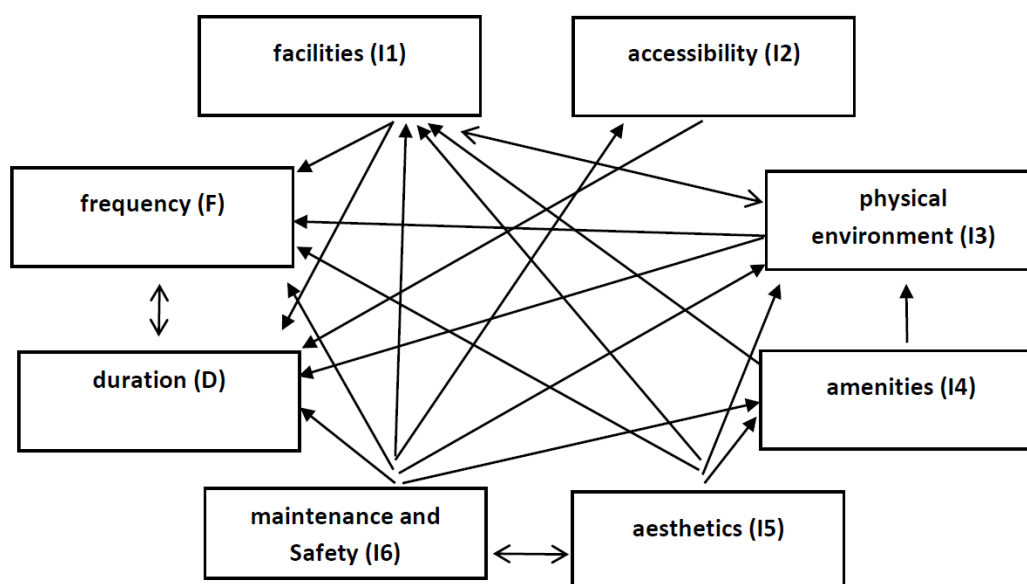 facilities (I1)
accessibility (I2)
frequency (F)
physical
environment (I3)
duration (D)
amenities (I4)
maintenance and
Safety (I6)
aesthetics (I5)